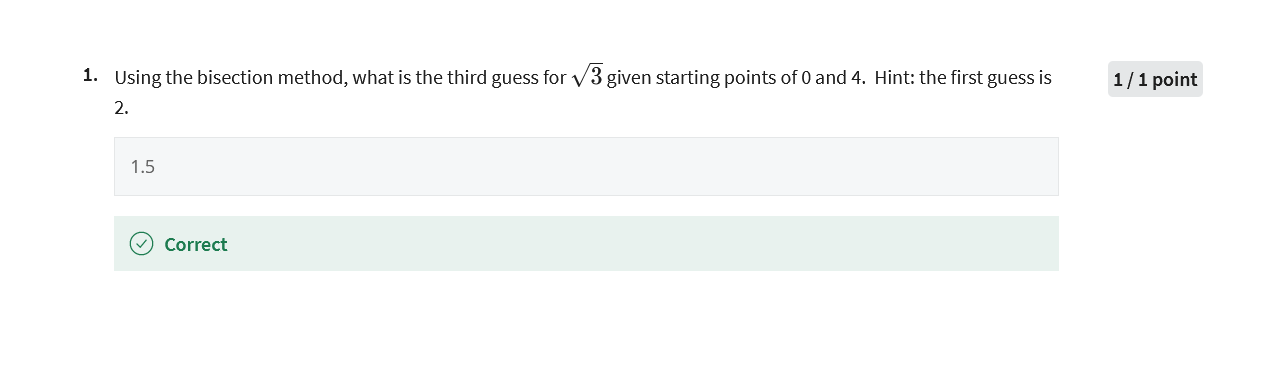 1. Using the bisection method, what is the third guess for √3 given starting points of 0 and 4. Hint: the first guess is 1 / 1 point
2.
1.5
Correct